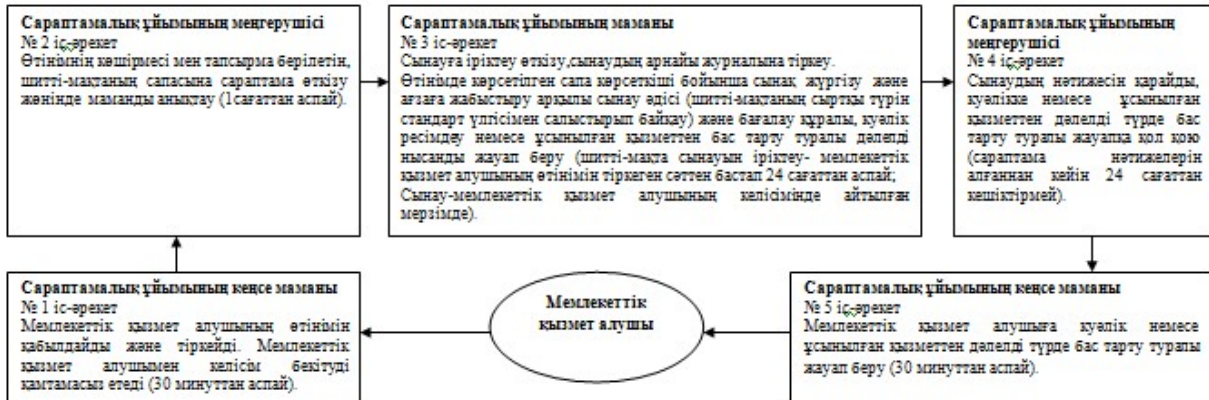 Сараптамалық ұйымының меңгерушісі
№ 2 іс-әрекет
Өтінімнің көшірмесі мен тапсырма берілетін,
шитті-мақтаның сапасына сараптама өткізу
жөнінде маманды анықтау (1сағаттан аспай).
Сараптамалық ұйымының маманы
№ 3 іс-әрекет
Сынауға іріктеу өткізу,сынаудың арнайы журналына тіркеу.
Өтінімде көрсетілген сапа көрсеткіші бойынша сынақ жүргізу және
ағзаға жабыстыру арқылы сынау әдісі (шитті-мақтаның сыртқы түрін
стандарт үлгісімен салыстырып байқау) және бағалау құралы, куәлік
ресімдеу немесе ұсынылған қызметтен бас тарту туралы дәлелді
нысанды жауап беру (шитті-мақта сынауын іріктеу- мемлекеттік
қызмет алушының өтінімін тіркеген сәттен бастап 24 сағаттан аспай;
Сынау-мемлекеттік қызмет алушының келісімінде айтылған
мерзімде).
Сараптамалық ұйымының
меңгерушісі
№ 4 іс-әрекет
Сынаудың нәтижесін қарайды,
куәлікке немесе ұсынылған
қызметтен дәлелді түрде бас
тарту туралы жауапқа қол қою
(сараптама нәтижелерін
алғаннан кейін 24 сағаттан
кешіктірмей).
Сараптамалық ұйымының кеңсе маманы
№ 1 іс-әрекет
Мемлекеттік қызмет алушының өтінімін
қабылдайды және тіркейді. Мемлекеттік
қызмет алушымен келісім бекітуді
қамтамасыз етеді (30 минуттан аспай).
Мемлекеттік
қызмет алушы
Сараптамалық ұйымының кеңсе маманы
№ 5 іс-әрекет
Мемлекеттік қызмет алушыға куәлік немесе
ұсынылған қызметтен дәлелді түрде бас тарту туралы
жауап беру (30 минуттан аспай).